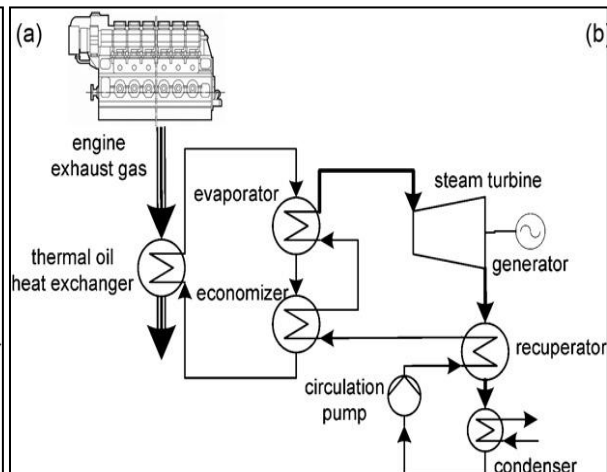 (a)
(b)
engine
exhaust gas
evaporator
steam turbine
thermal oil
heat exchanger
economizer
generator
recuperator
circulation
pump
condenser